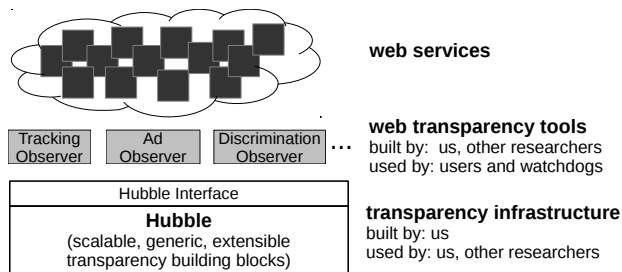 web services
Tracking Observer
Ad Observer
Discrimination Observer
...
web transparency tools
built by: us, other researchers
used by: users and watchdogs
Hubble Interface
Hubble
(scalable, generic, extensible
transparency building blocks)
transparency infrastructure
built by: us
used by: us, other researchers